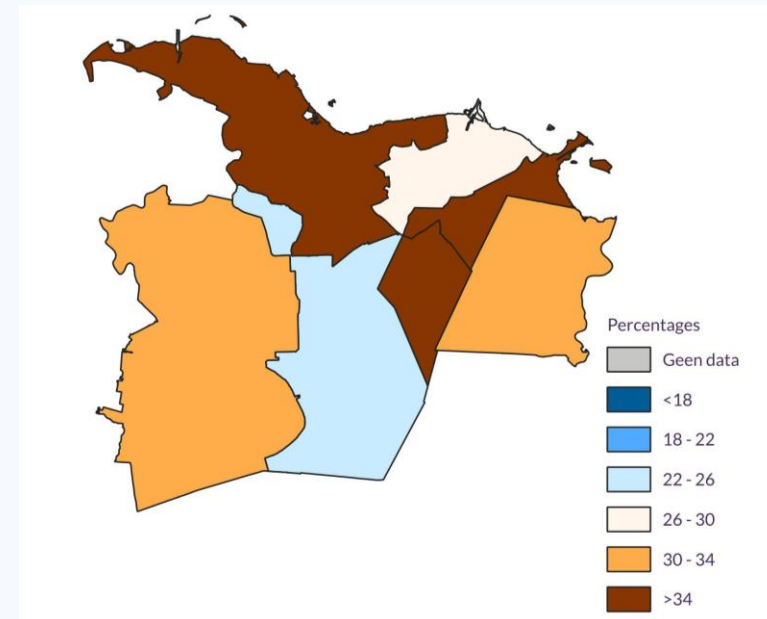 Percentages
Geen data
<18
18 - 22
22 - 26
26 - 30
30 - 34
>34